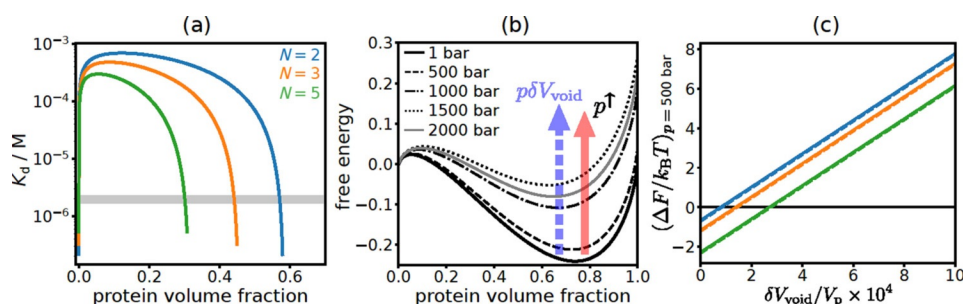 (a)
10⁻³
10⁻⁴
10⁻⁵
10⁻⁶
K_d / M
N = 2
N = 3
N = 5
0.0 0.2 0.4 0.6
protein volume fraction
(b)
0.3
0.2
0.1
0.0
−0.1
−0.2
free energy
1 bar
500 bar
1000 bar
1500 bar
2000 bar
pδV_void
p↑
0.0 0.2 0.4 0.6 0.8 1.0
protein volume fraction
(c)
8
6
4
2
0
−2
(ΔF/k_BT)_{p = 500 bar}
0 2 4 6 8 10
δV_void/V_p × 10⁴